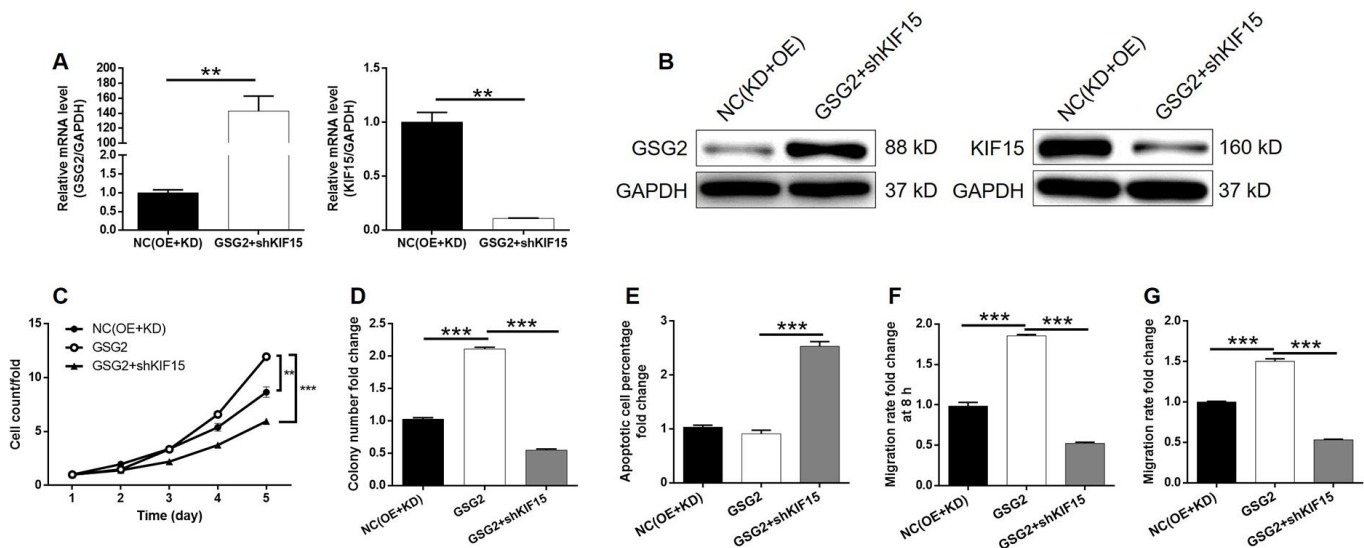 A
Relative mRNA level
(GSG2/GAPDH)
200
180
160
140
120
100
2.0
1.5
1.0
0.5
0.0
**
NC(OE+KD)
GSG2+shKIF15
Relative mRNA level
(KIF15/GAPDH)
1.5
1.0
0.5
0.0
**
NC(OE+KD)
GSG2+shKIF15
B
NC(KD+OE)
GSG2+shKIF15
GSG2
88 kD
GAPDH
37 kD
NC(KD+OE)
GSG2+shKIF15
KIF15
160 kD
GAPDH
37 kD
C
Cell count/fold
15
10
5
0
NC(OE+KD)
GSG2
GSG2+shKIF15
**
***
1 2 3 4 5
Time (day)
D
Colony number fold change
2.5
2.0
1.5
1.0
0.5
0.0
*** ***
NC(OE+KD)
GSG2
GSG2+shKIF15
E
Apoptotic cell percentage
fold change
3
2
1
0
***
NC(OE+KD)
GSG2
GSG2+shKIF15
F
Migration rate fold change
at 8 h
2.0
1.5
1.0
0.5
0.0
*** ***
NC(OE+KD)
GSG2
GSG2+shKIF15
G
Migration rate fold change
2.0
1.5
1.0
0.5
0.0
*** ***
NC(OE+KD)
GSG2
GSG2+shKIF15